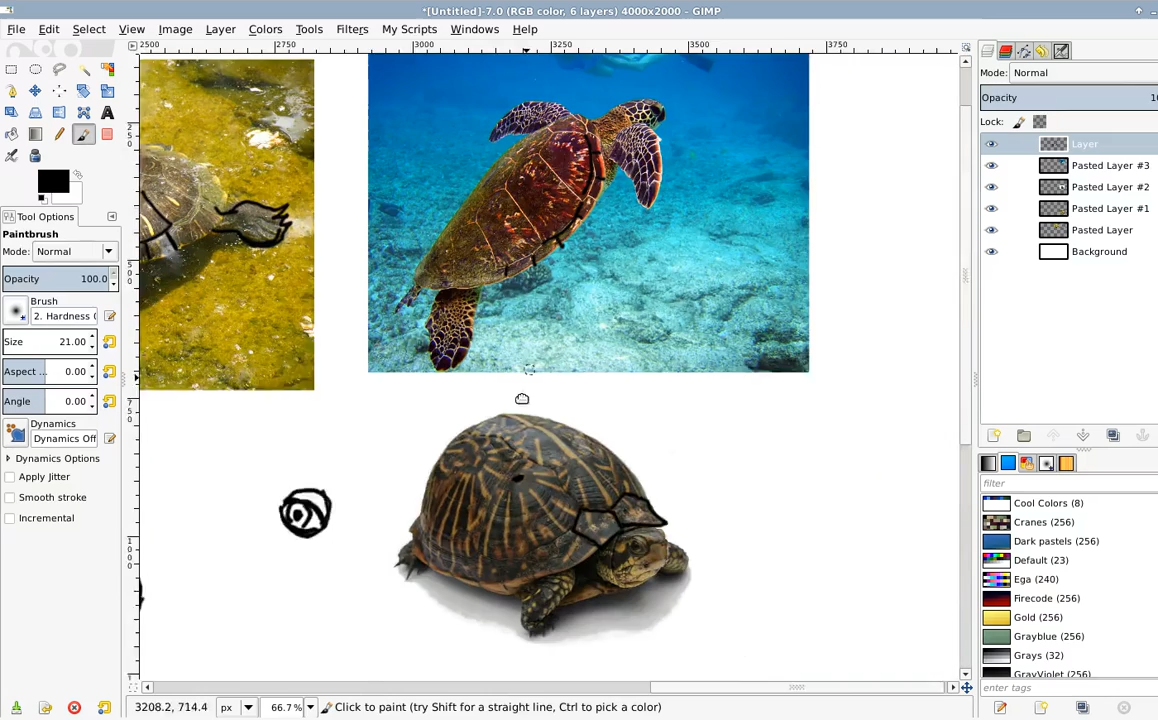 *[Untitled]-7.0 (RGB color, 6 layers) 4000x2000 – GIMP
File Edit Select View Image Layer Colors Tools Filters My Scripts Windows Help
2500 2750 3000 3250 3500 3750
Mode: Normal
Opacity
Lock:
Layer
Pasted Layer #3
Pasted Layer #2
Pasted Layer #1
Pasted Layer
Background
Tool Options
Paintbrush
Mode: Normal
Opacity 100.0
Brush
2. Hardness (
Size 21.00
Aspect ... 0.00
Angle 0.00
Dynamics
Dynamics Off
Dynamics Options
Apply Jitter
Smooth stroke
Incremental
250
500
750
1000
filter
Cool Colors (8)
Cranes (256)
Dark pastels (256)
Default (23)
Ega (240)
Firecode (256)
Gold (256)
Grayblue (256)
Grays (32)
GrayViolet (256)
enter tags
3208.2, 714.4 px 66.7% Click to paint (try Shift for a straight line, Ctrl to pick a color)